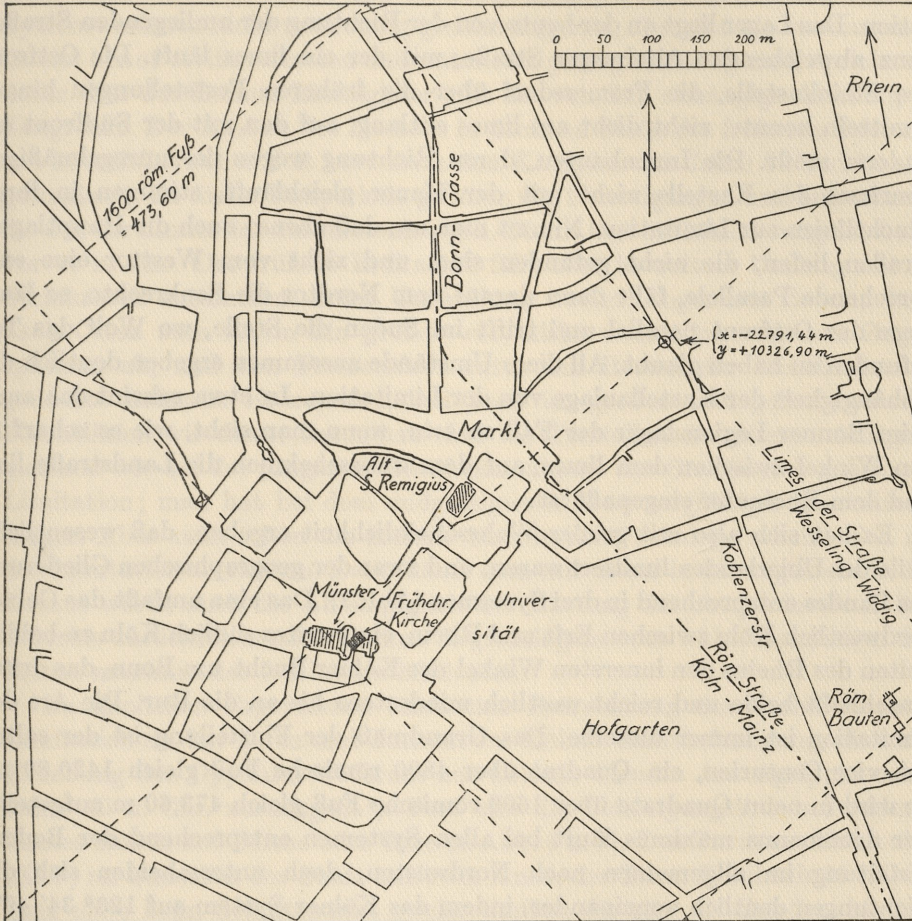 50 100 150 200 m.
Rhein
N
1600 röm. Fuß
473,60 m
Bonn Gasse
x=-22791,44 m
y=+10326,90 m
Markt
Alt-
S. Remigius
Limes
der Straße
Wesseling-Widdig
Münster
Frühchr.
Kirche
Univer-
sität
Koblenzerstr.
Röm. Straße
Köln - Mainz
Hofgarten
Röm.
Bauten